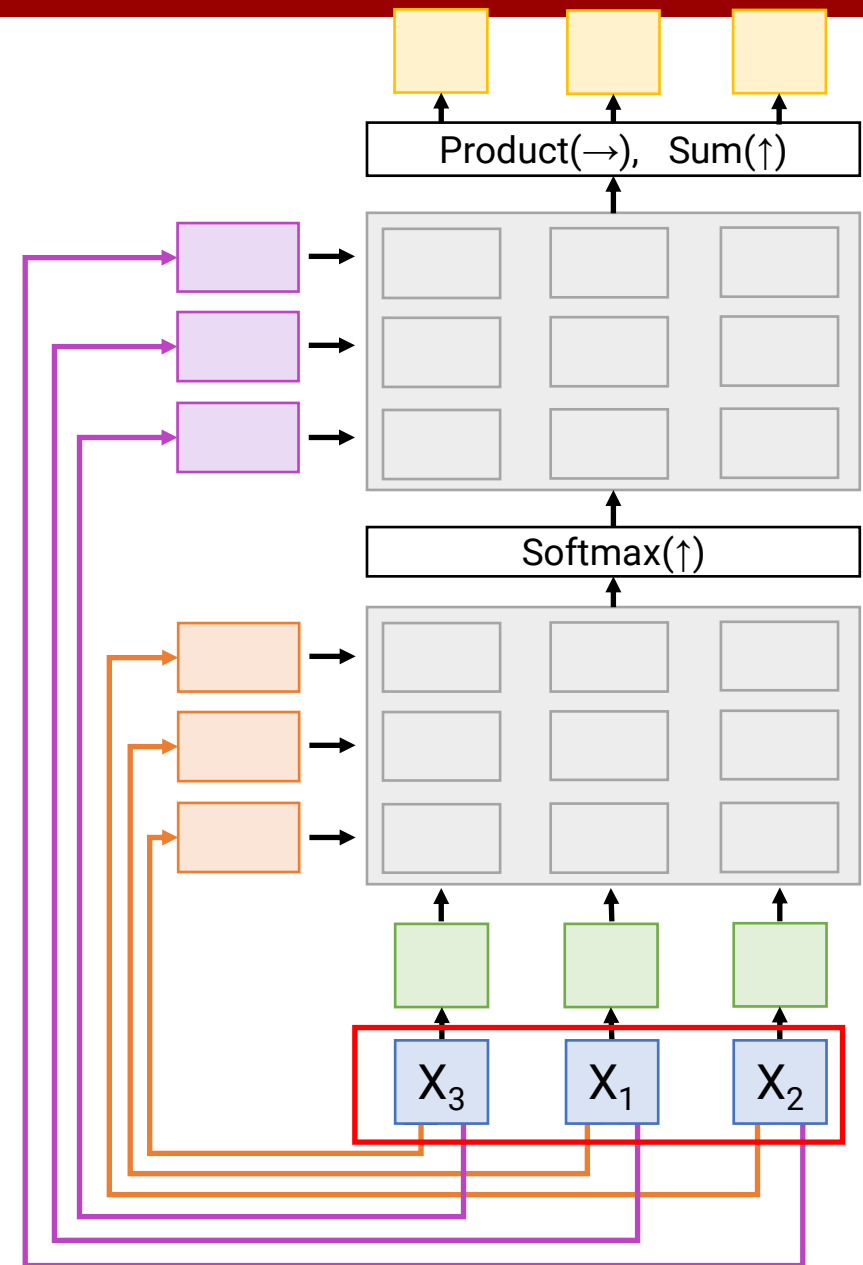 Product(→), Sum(↑)
Softmax(↑)
X₃ X₁ X₂